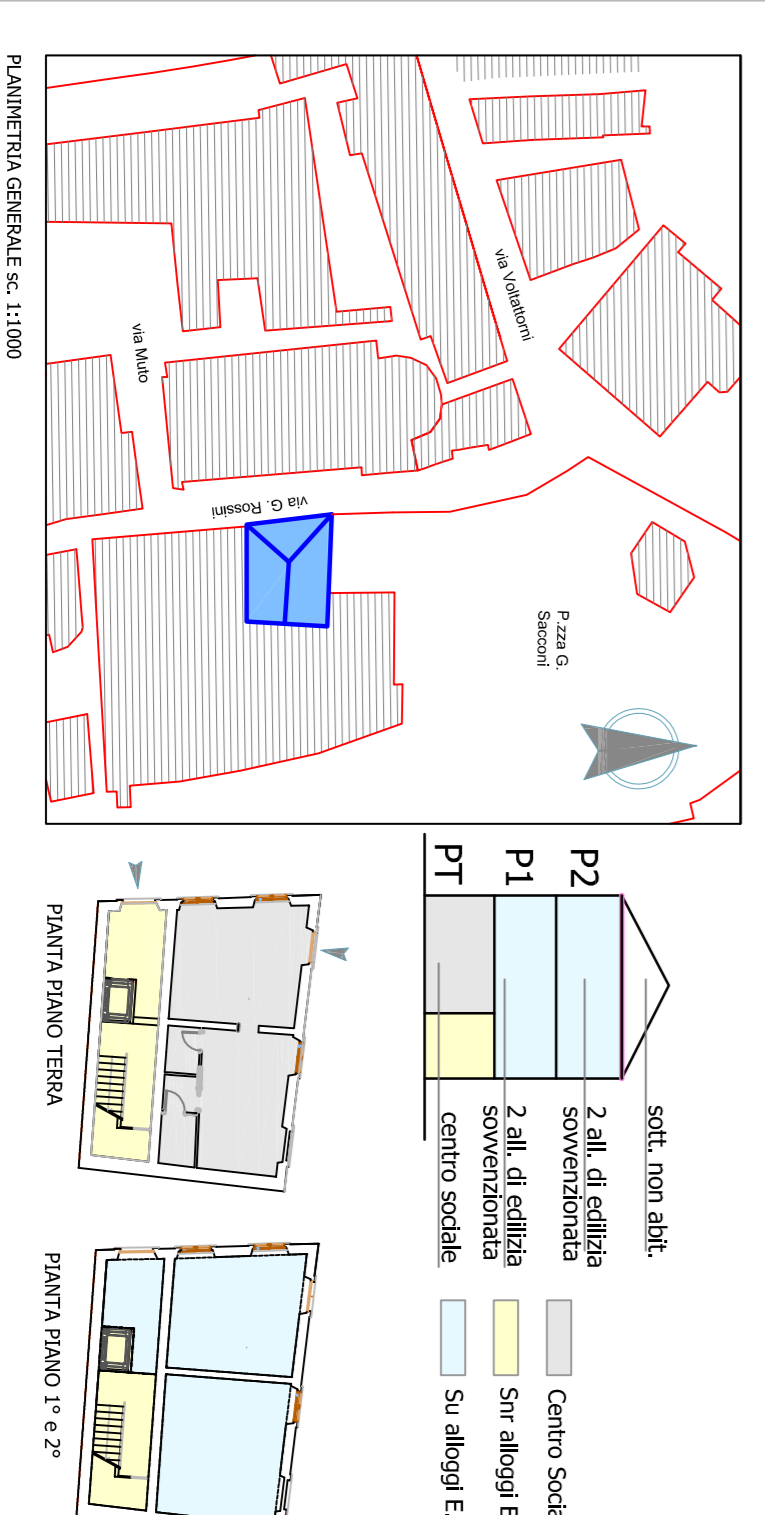 PLANIMETRIA GENERALE sc. 1:1000
via Voltattorni
via Muto
via G. Rossini
P.zza G.
Sacconi
P2
P1
PT
sott. non abit.
2 all. di edilizia
sovvenzionata
2 all. di edilizia
sovvenzionata
centro sociale
Centro Socia
Snr alloggi E
Su alloggi E.
PIANTA PIANO TERRA
PIANTA PIANO 1° e 2°